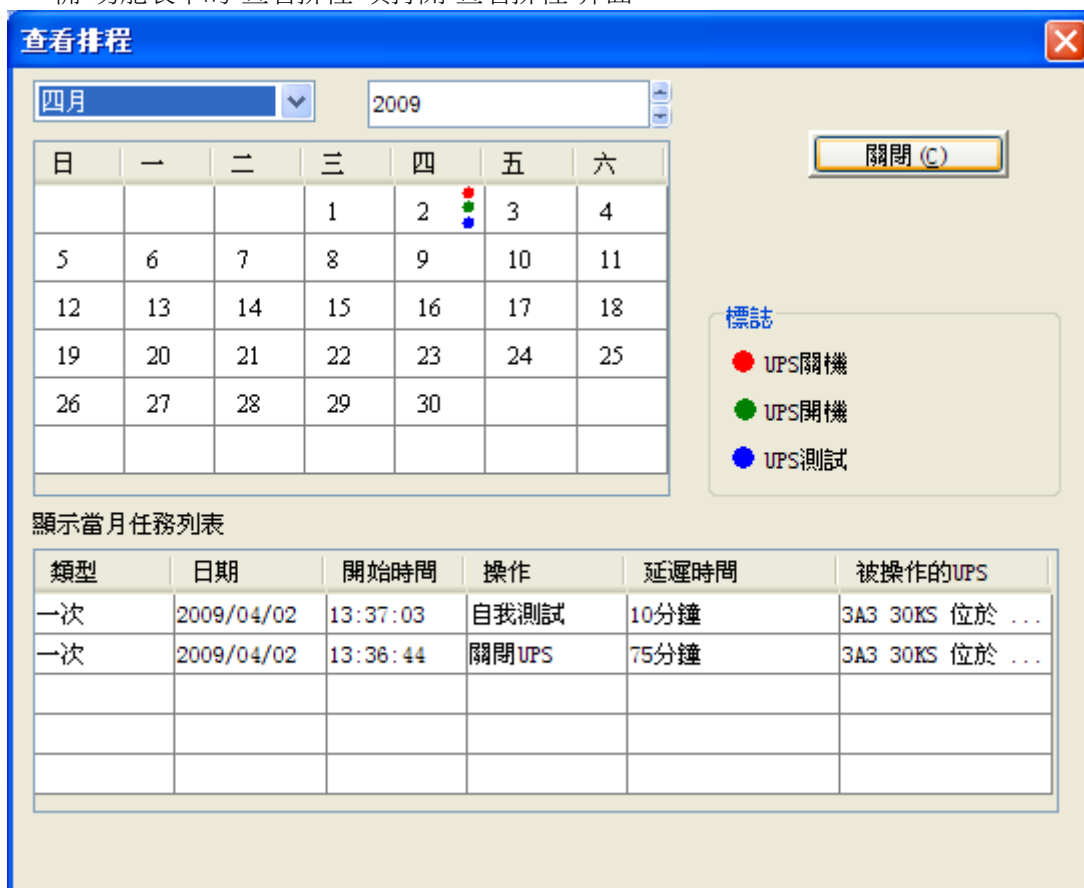 查看排程
四月 2009
關閉(C)
日 一 二 三 四 五 六
1 2 3 4
5 6 7 8 9 10 11
12 13 14 15 16 17 18
19 20 21 22 23 24 25
26 27 28 29 30
標誌
UPS關機
UPS開機
UPS測試
顯示當月任務列表
類型 日期 開始時間 操作 延遲時間 被操作的UPS
一次 2009/04/02 13:37:03 自我測試 10分鐘 3A3 30KS 位於 ...
一次 2009/04/02 13:36:44 關閉UPS 75分鐘 3A3 30KS 位於 ...